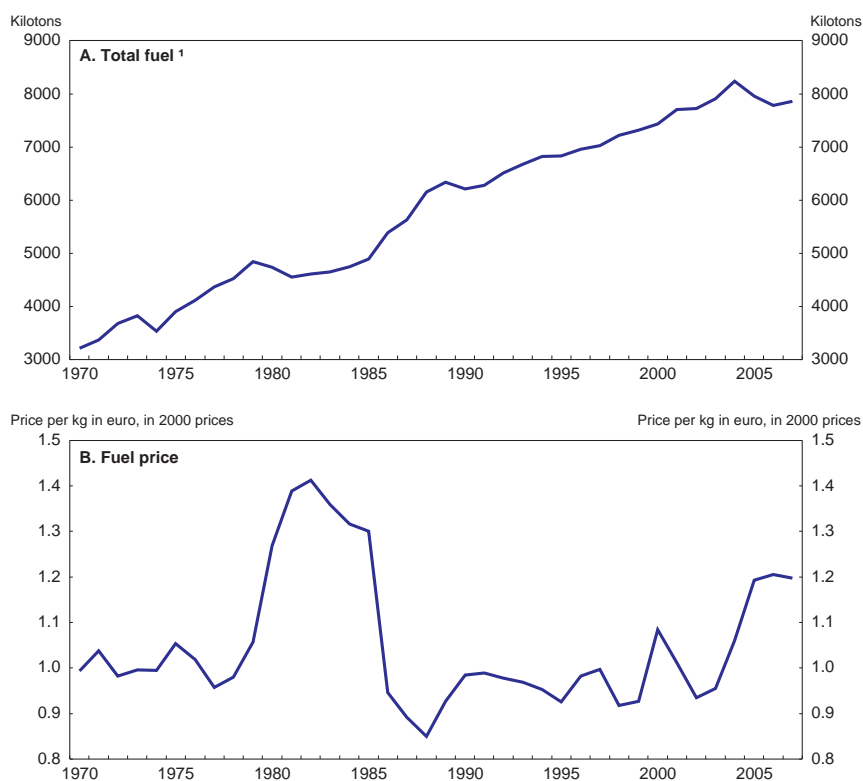 Kilotons Kilotons
9000 9000
A. Total fuel ¹
8000 8000
7000 7000
6000 6000
5000 5000
4000 4000
3000 3000
1970 1975 1980 1985 1990 1995 2000 2005
Price per kg in euro, in 2000 prices Price per kg in euro, in 2000 prices
1.5 1.5
B. Fuel price
1.4 1.4
1.3 1.3
1.2 1.2
1.1 1.1
1.0 1.0
0.9 0.9
0.8 0.8
1970 1975 1980 1985 1990 1995 2000 2005